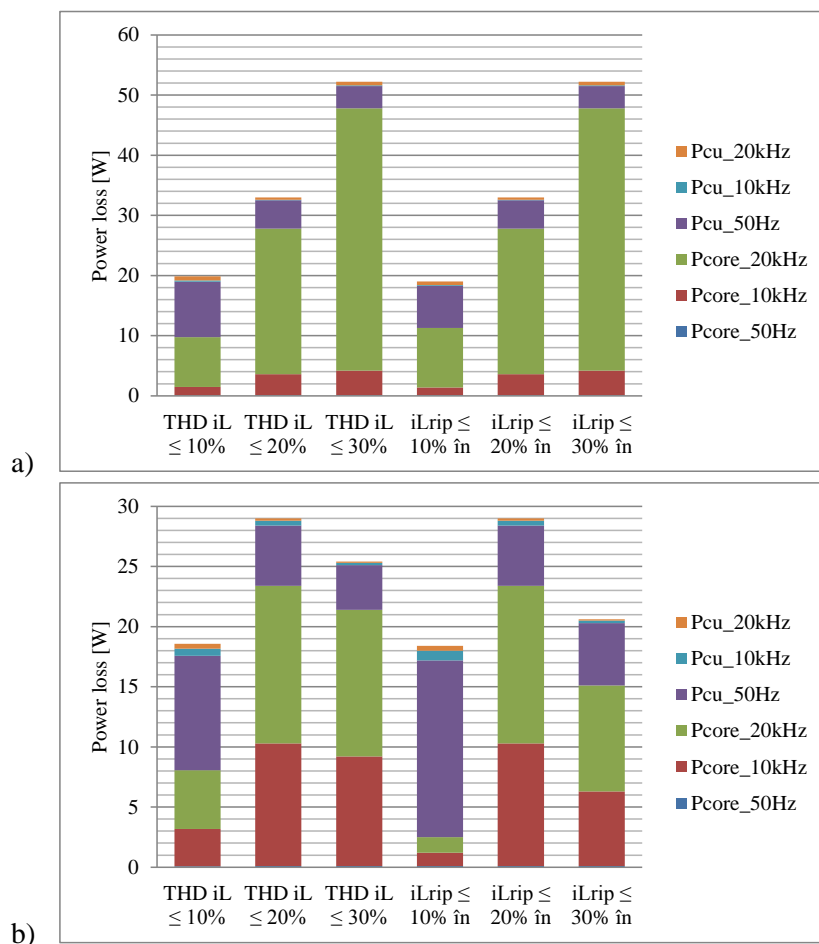 60
50
40
30
20
10
0
Power loss [W]
THD iL ≤ 10%
THD iL ≤ 20%
THD iL ≤ 30%
iLrip ≤ 10% în
iLrip ≤ 20% în
iLrip ≤ 30% în
Pcu_20kHz
Pcu_10kHz
Pcu_50Hz
Pcore_20kHz
Pcore_10kHz
Pcore_50Hz
a)
30
25
20
15
10
5
0
Power loss [W]
THD iL ≤ 10%
THD iL ≤ 20%
THD iL ≤ 30%
iLrip ≤ 10% în
iLrip ≤ 20% în
iLrip ≤ 30% în
Pcu_20kHz
Pcu_10kHz
Pcu_50Hz
Pcore_20kHz
Pcore_10kHz
Pcore_50Hz
b)